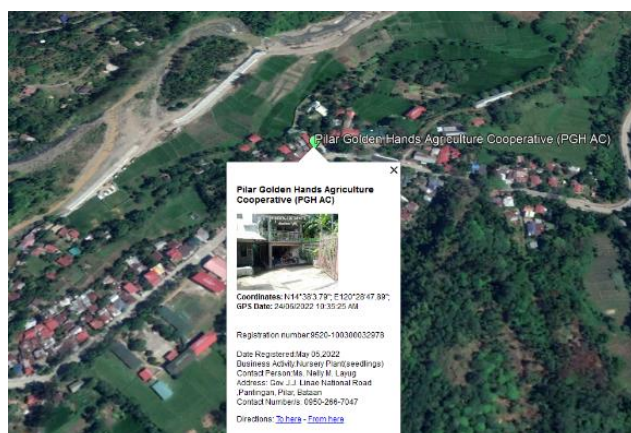 Pilar Golden Hands Agriculture Cooperative (PGH AC)
Pilar Golden Hands Agriculture
Cooperative (PGH AC)
Coordinates: N14°38'3.79"; E120°28'47.89";
GPS Date: 24/06/2022 10:35:25 AM
Registration number:9520-100300032978
Date Registered:May 05,2022
Business Activity:Nursery Plant(seedlings)
Contact Person:Ms. Nelly M. Layug
Address: Gov. J.J. Linao National Road
,Pantingan, Pilar, Bataan
Contact Number/s: 0950-266-7047
Directions: To here - From here